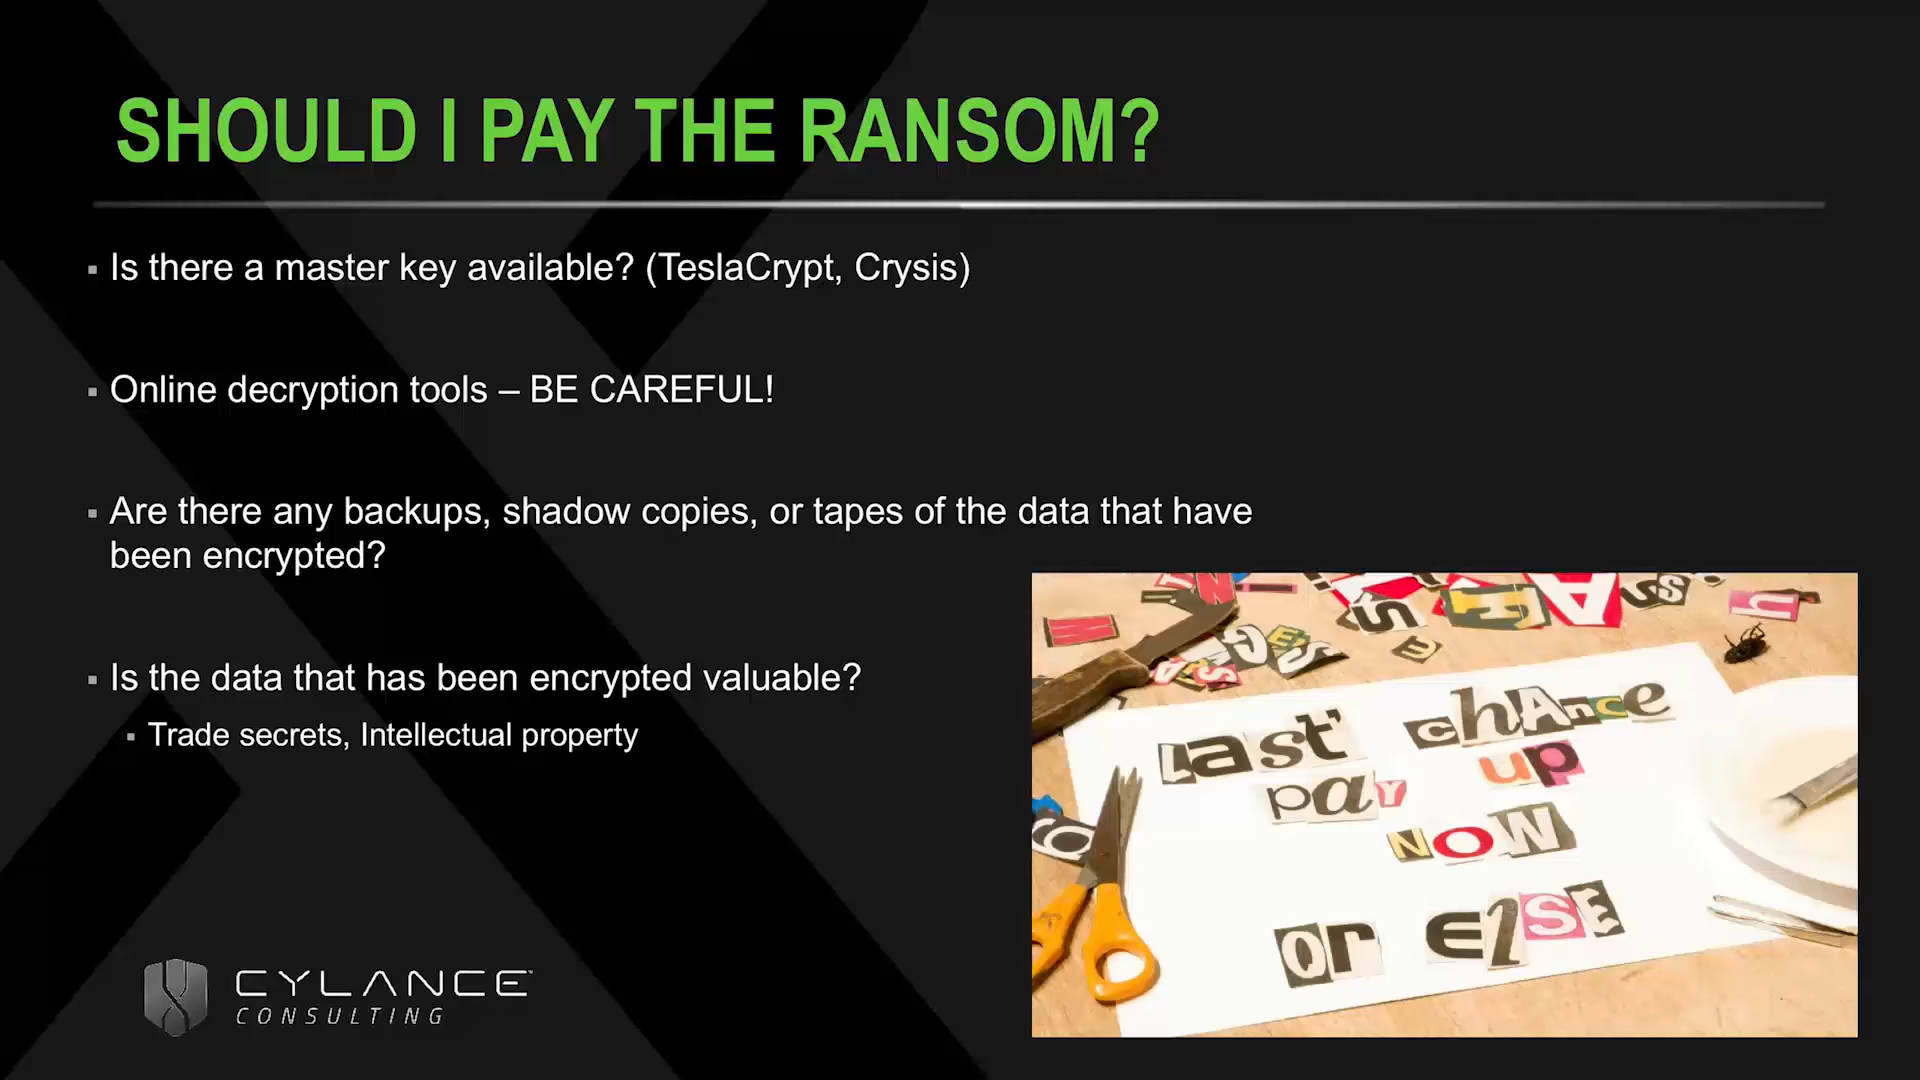 SHOULD I PAY THE RANSOM?
▪ Is there a master key available? (TeslaCrypt, Crysis)
▪ Online decryption tools – BE CAREFUL!
▪ Are there any backups, shadow copies, or tapes of the data that have
been encrypted?
▪ Is the data that has been encrypted valuable?
▪ Trade secrets, Intellectual property
Last' chAnce
pay up
NOW
Or ElSE
CYLANCE™
CONSULTING